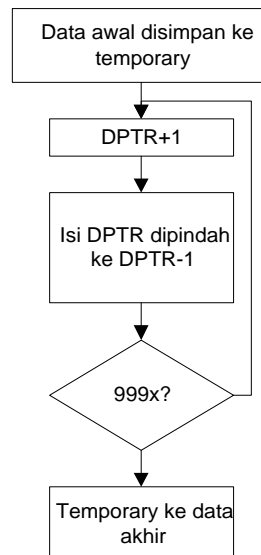 Data awal disimpan ke
temporary
DPTR+1
Isi DPTR dipindah
ke DPTR-1
999x?
Temporary ke data
akhir